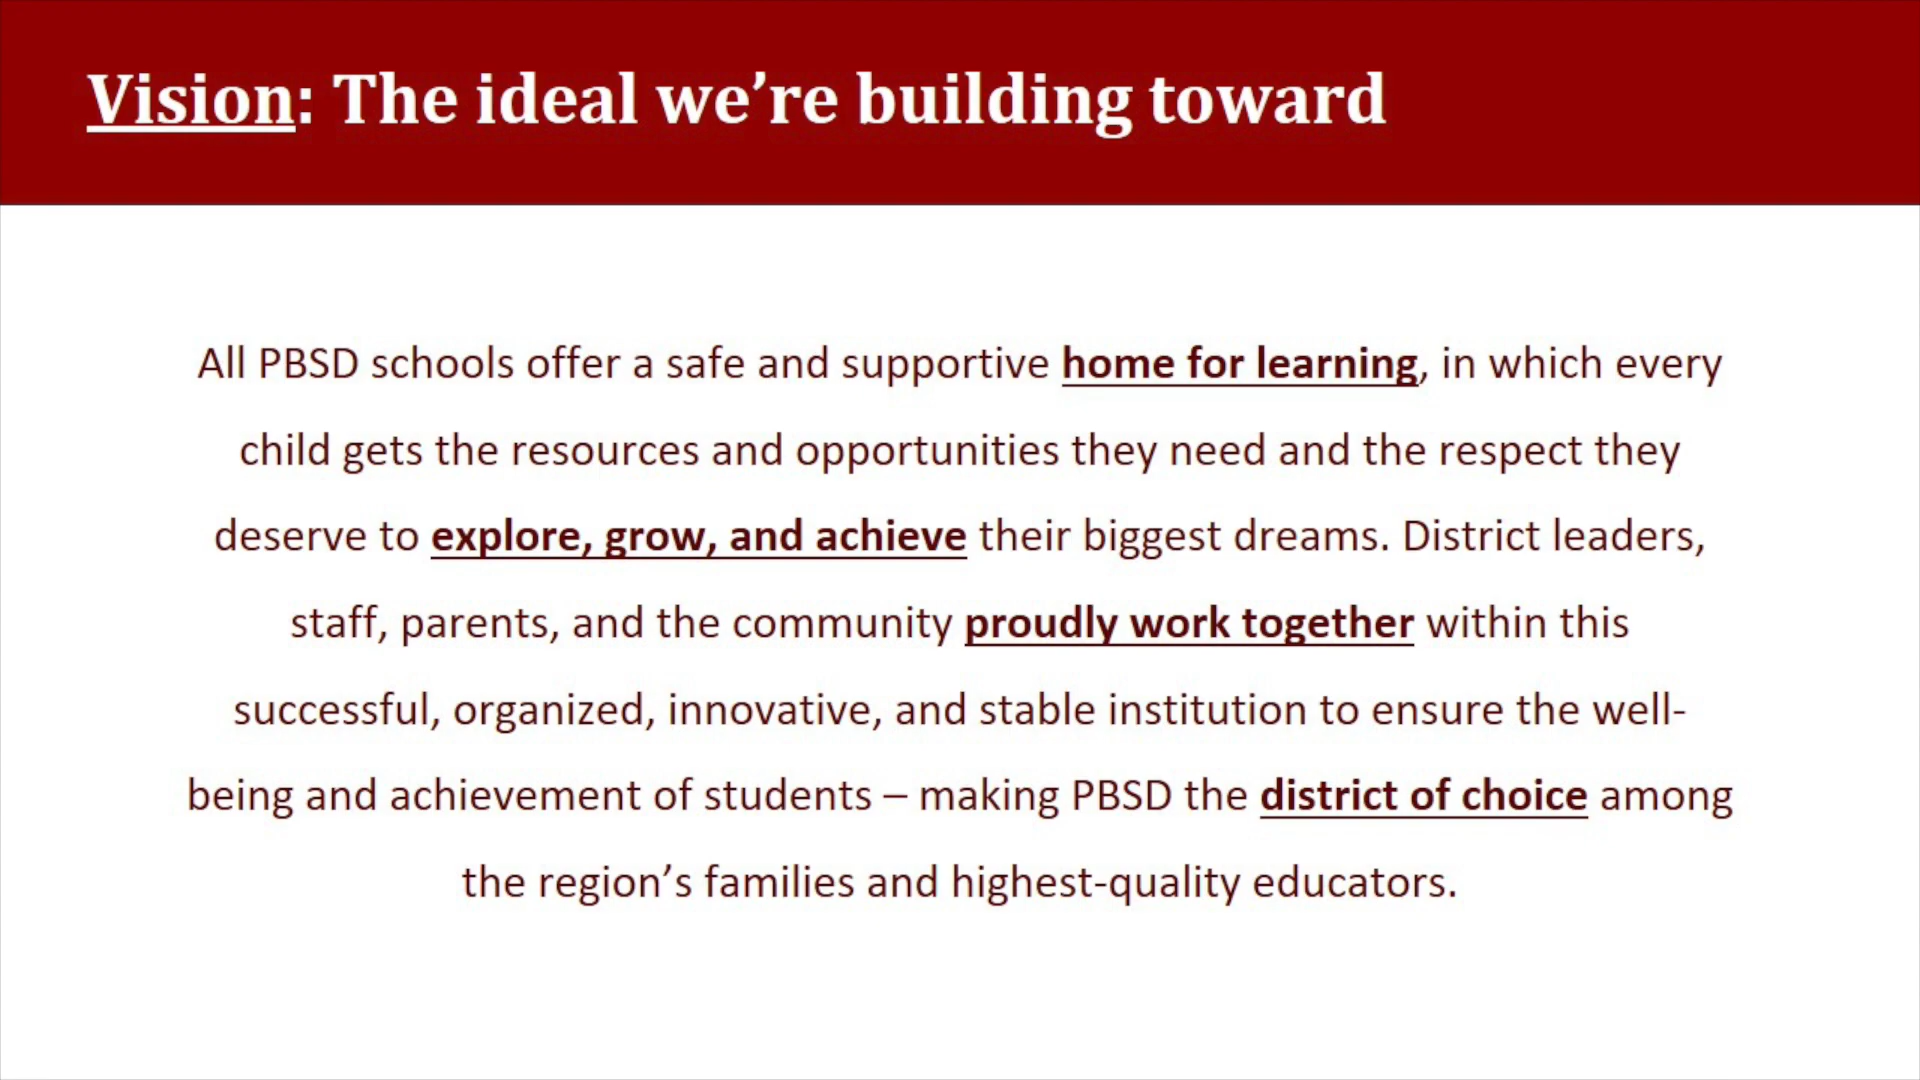 Vision: The ideal we’re building toward
All PBSD schools offer a safe and supportive home for learning, in which every
child gets the resources and opportunities they need and the respect they
deserve to explore, grow, and achieve their biggest dreams. District leaders,
staff, parents, and the community proudly work together within this
successful, organized, innovative, and stable institution to ensure the well-
being and achievement of students – making PBSD the district of choice among
the region’s families and highest-quality educators.